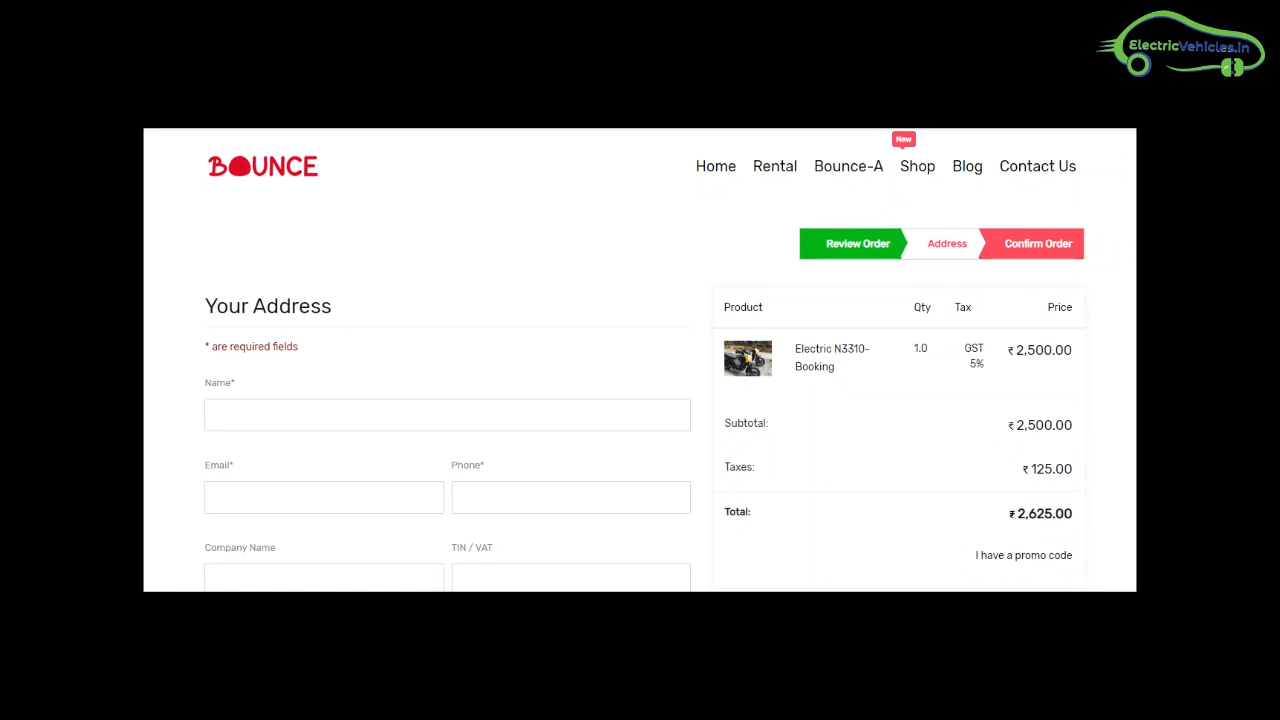 ElectricVehicles.in
New
BOUNCE
Home Rental Bounce-A Shop Blog Contact Us
Review Order Address Confirm Order
Your Address
* are required fields
Name*
Email* Phone*
Company Name TIN / VAT
Product Qty Tax Price
Electric N3310- 1.0 GST ₹ 2,500.00
Booking 5%
Subtotal: ₹ 2,500.00
Taxes: ₹ 125.00
Total: ₹ 2,625.00
I have a promo code